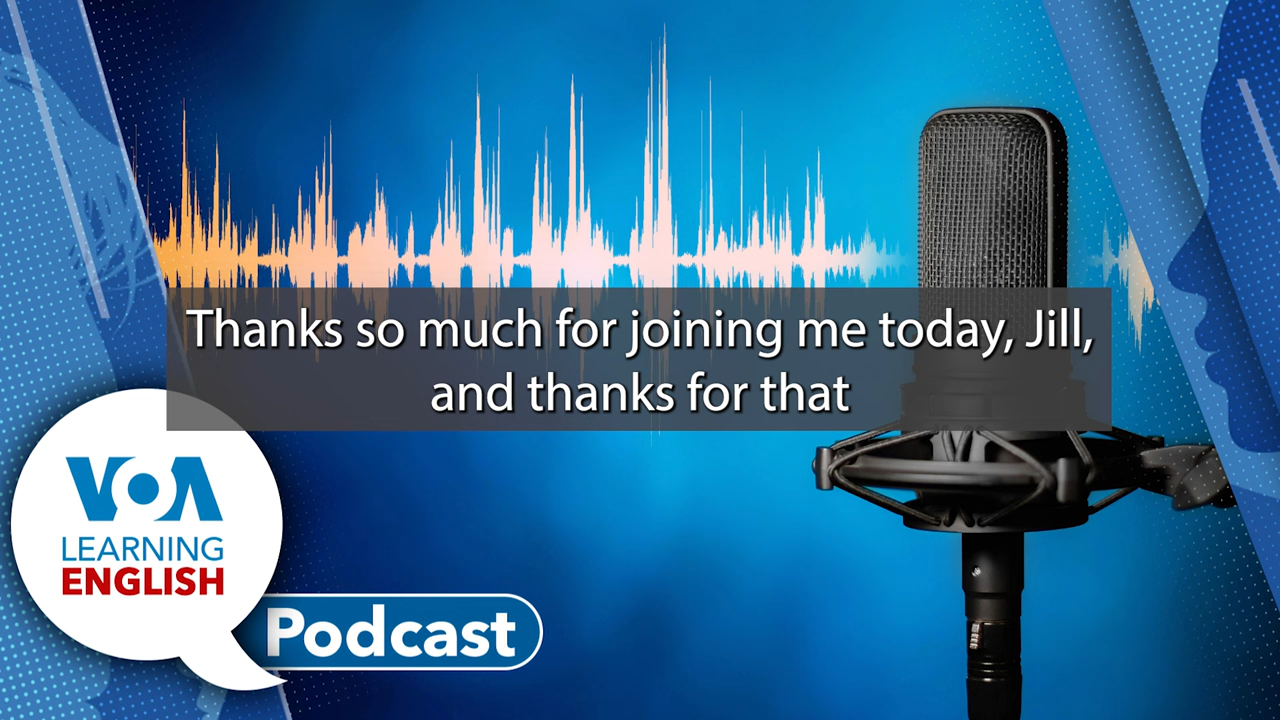 Thanks so much for joining me today, Jill,
and thanks for that
VOA
LEARNING
ENGLISH
Podcast